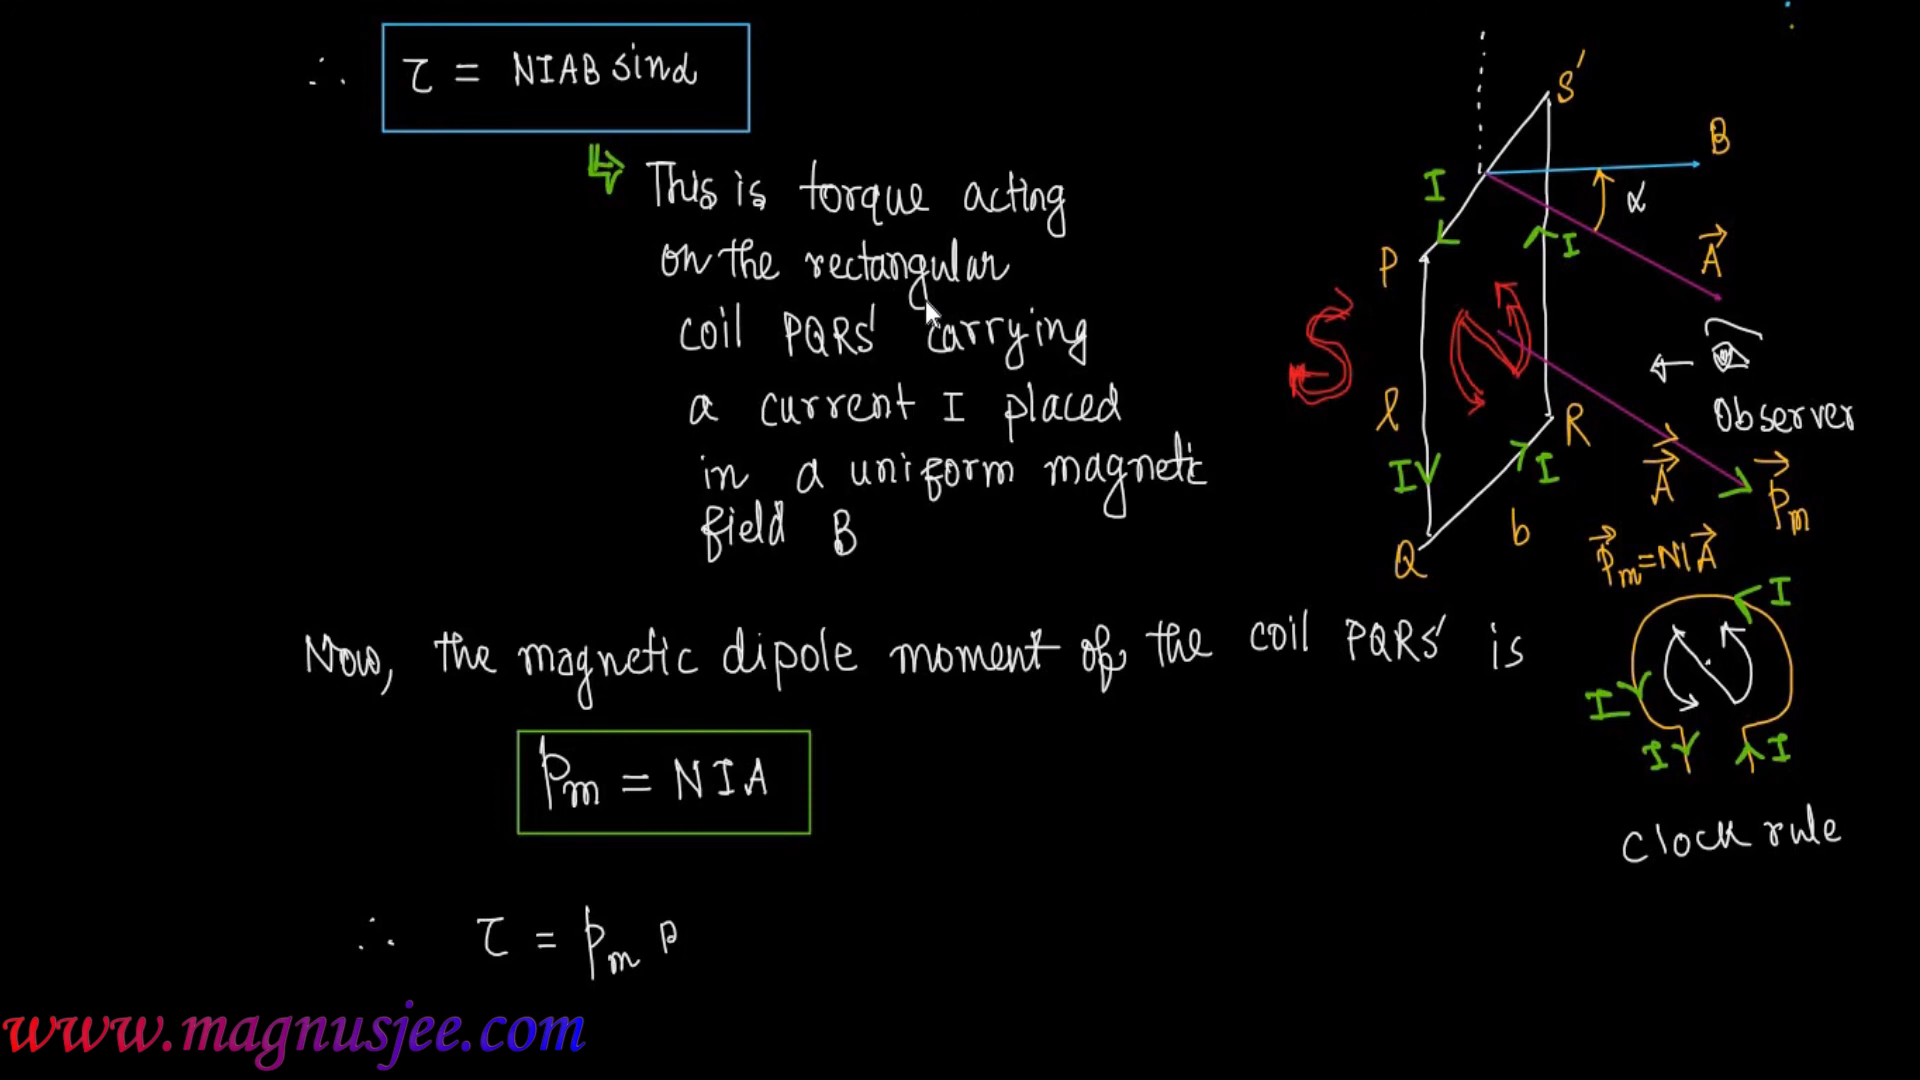 ∴ τ = NIAB sinα
This is torque acting
on the rectangular
coil PQRS' carrying
a current I placed
in a uniform magnetic
field B
Now, the magnetic dipole moment of the coil PQRS' is
pm = NIA
∴ τ = pm
S'
B
I
α
P
I
A⃗
S
N
Observer
l
R
I
I
A⃗
p⃗m
b
Q
p⃗m = NIA⃗
I
N
I
I
I
Clock rule
www.magnusjee.com